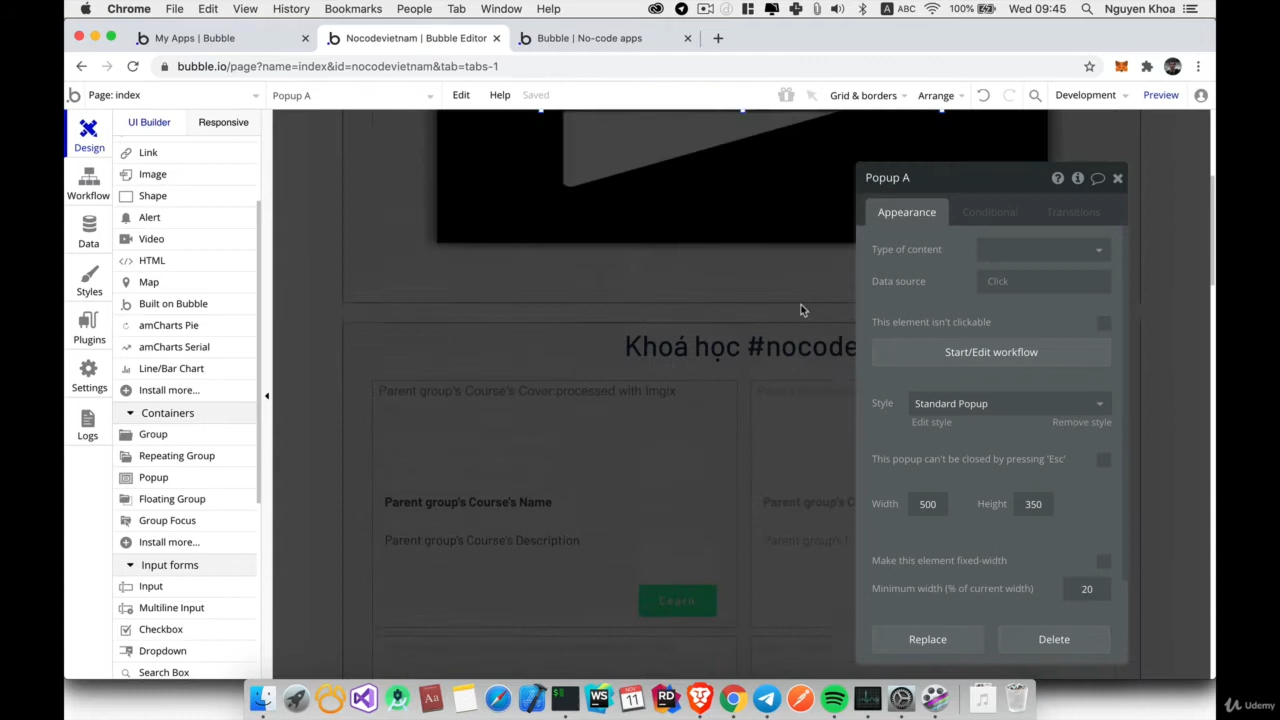 Chrome File Edit View History Bookmarks People Tab Window Help ABC 100% Wed 09:45 Nguyen Khoa
My Apps | Bubble
Nocodevietnam | Bubble Editor
Bubble | No-code apps
bubble.io/page?name=index&id=nocodevietnam&tab=tabs-1
Page: index
Popup A
Edit Help Saved
Grid & borders
Arrange
Development
Preview
Design
Workflow
Data
Styles
Plugins
Settings
Logs
UI Builder
Responsive
Link
Image
Shape
Alert
Video
HTML
Map
Built on Bubble
amCharts Pie
amCharts Serial
Line/Bar Chart
Install more...
Containers
Group
Repeating Group
Popup
Floating Group
Group Focus
Install more...
Input forms
Input
Multiline Input
Checkbox
Dropdown
Search Box
Khoá học #nocode
Parent group's Course's Cover:processed with Imgix
Parent group's Course's Name
Parent group's Course's Description
Learn
Popup A
Appearance
Conditional
Transitions
Type of content
Data source
Click
This element isn't clickable
Start/Edit workflow
Style
Standard Popup
Edit style
Remove style
This popup can't be closed by pressing 'Esc'
Width 500
Height 350
Make this element fixed-width
Minimum width (% of current width) 20
Replace
Delete
Udemy